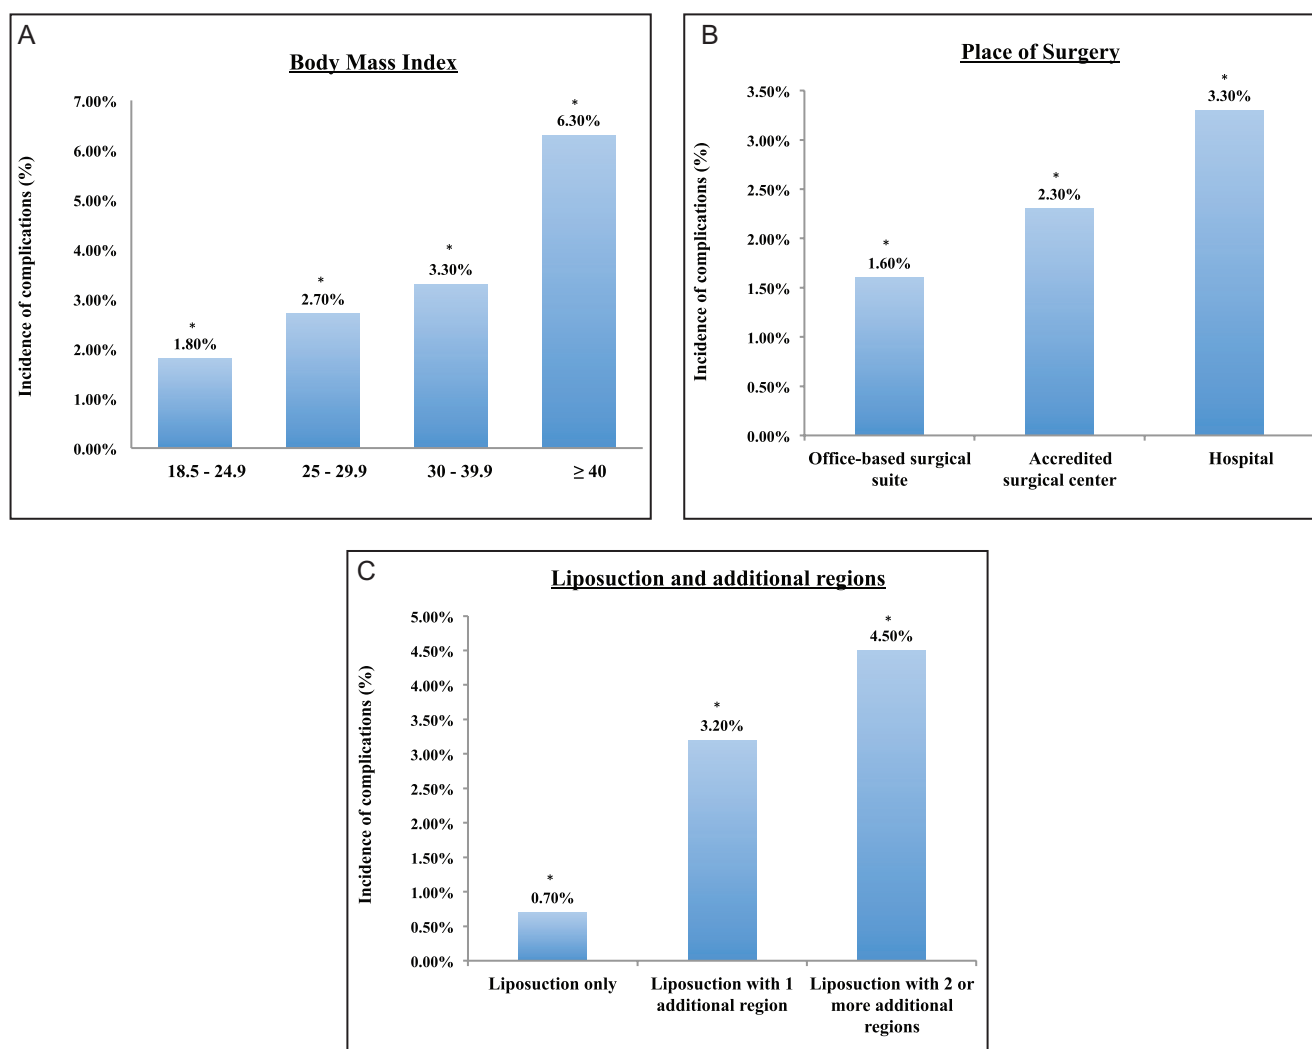 A
Body Mass Index
Incidence of complications (%)
7.00%
6.00%
5.00%
4.00%
3.00%
2.00%
1.00%
0.00%
*
1.80%
*
2.70%
*
3.30%
*
6.30%
18.5 - 24.9
25 - 29.9
30 - 39.9
≥ 40
B
Place of Surgery
Incidence of complications (%)
3.50%
3.00%
2.50%
2.00%
1.50%
1.00%
0.50%
0.00%
*
1.60%
*
2.30%
*
3.30%
Office-based surgical
suite
Accredited
surgical center
Hospital
C
Liposuction and additional regions
Incidence of complications (%)
5.00%
4.50%
4.00%
3.50%
3.00%
2.50%
2.00%
1.50%
1.00%
0.50%
0.00%
*
0.70%
*
3.20%
*
4.50%
Liposuction only
Liposuction with 1
additional region
Liposuction with 2 or
more additional
regions